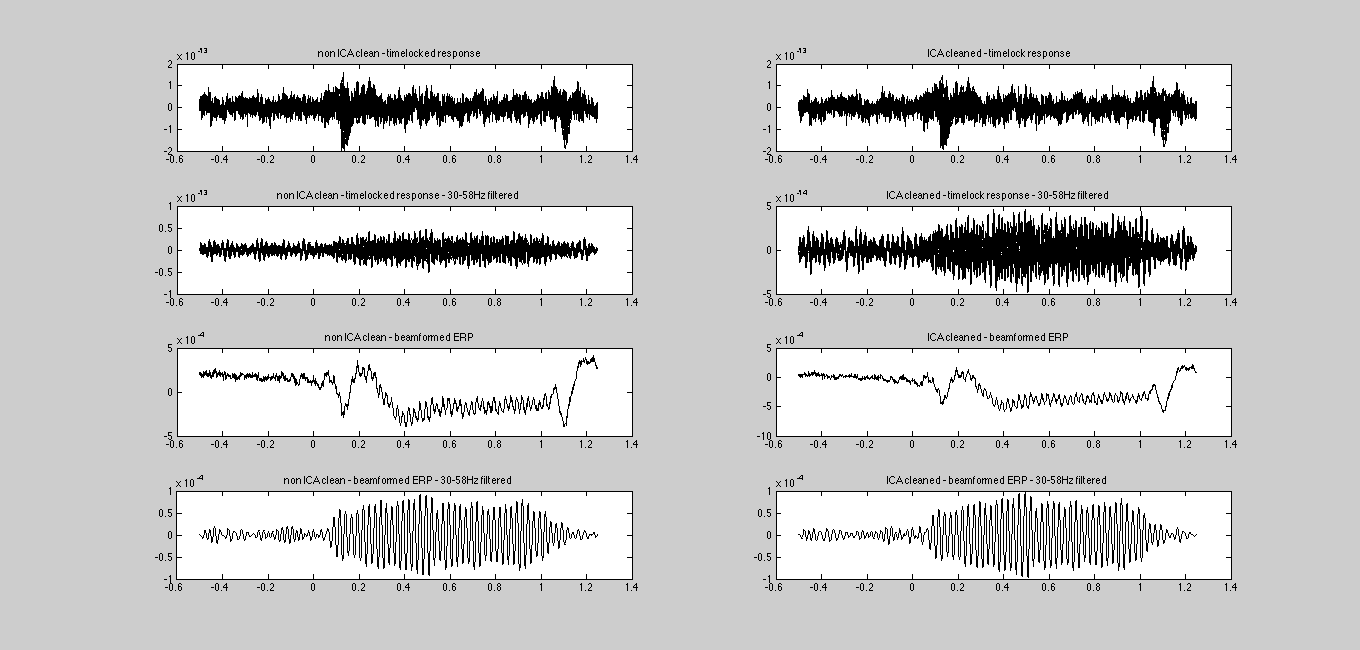 nonICAclean - timelocked response
x 10^-13
2
1
0
-1
-2
-0.6 -0.4 -0.2 0 0.2 0.4 0.6 0.8 1 1.2 1.4
ICAcleaned - timelock response
x 10^-13
2
1
0
-1
-2
-0.6 -0.4 -0.2 0 0.2 0.4 0.6 0.8 1 1.2 1.4
nonICAclean - timelocked response - 30-58Hz filtered
x 10^-13
1
0.5
0
-0.5
-1
-0.6 -0.4 -0.2 0 0.2 0.4 0.6 0.8 1 1.2 1.4
ICAcleaned - timelock response - 30-58Hz filtered
x 10^-14
5
0
-5
-0.6 -0.4 -0.2 0 0.2 0.4 0.6 0.8 1 1.2 1.4
nonICAclean - beamformed ERP
x 10^-4
5
0
-5
-0.6 -0.4 -0.2 0 0.2 0.4 0.6 0.8 1 1.2 1.4
ICAcleaned - beamformed ERP
x 10^-4
5
0
-5
-10
-0.6 -0.4 -0.2 0 0.2 0.4 0.6 0.8 1 1.2 1.4
nonICAclean - beamformed ERP - 30-58Hz filtered
x 10^-4
1
0.5
0
-0.5
-1
-0.6 -0.4 -0.2 0 0.2 0.4 0.6 0.8 1 1.2 1.4
ICAcleaned - beamformed ERP - 30-58Hz filtered
x 10^-4
1
0.5
0
-0.5
-1
-0.6 -0.4 -0.2 0 0.2 0.4 0.6 0.8 1 1.2 1.4